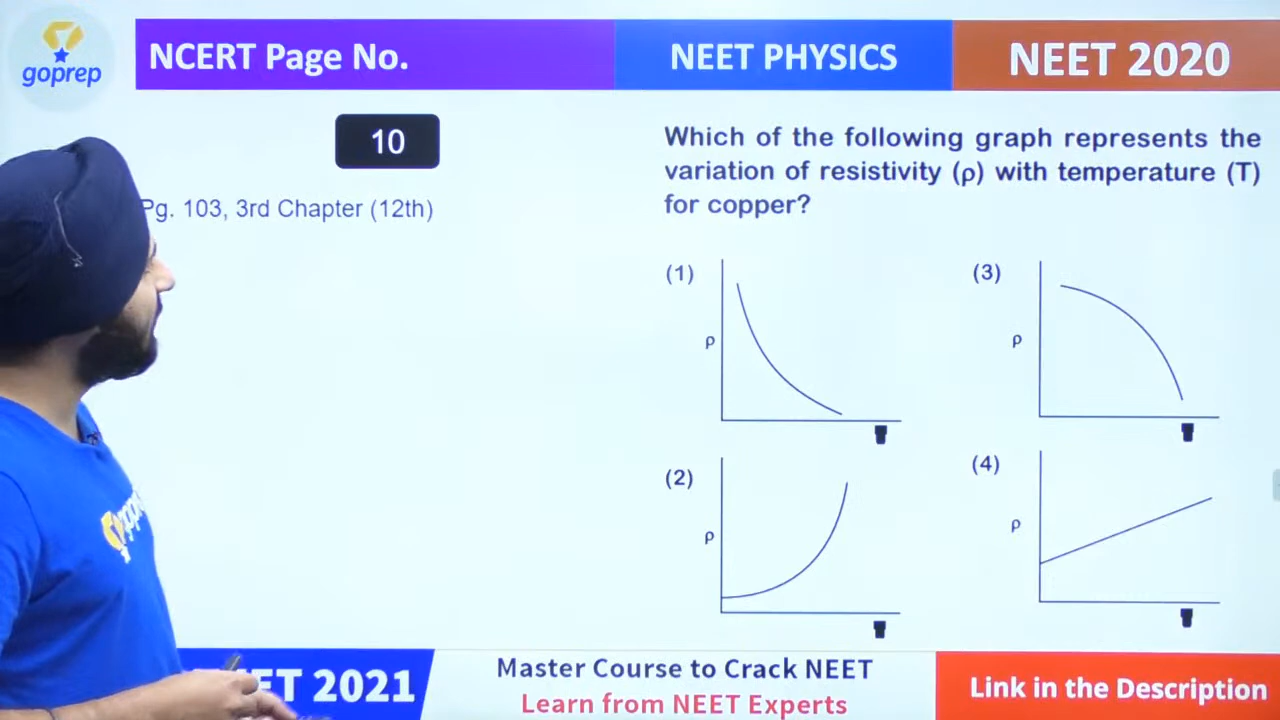 goprep
NCERT Page No.
NEET PHYSICS
NEET 2020
10
Pg. 103, 3rd Chapter (12th)
Which of the following graph represents the
variation of resistivity (ρ) with temperature (T)
for copper?
(1)
ρ
T
(2)
ρ
T
(3)
ρ
T
(4)
ρ
T
2021
Master Course to Crack NEET
Learn from NEET Experts
Link in the Description